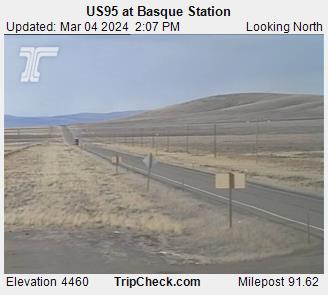 US95 at Basque Station
Updated: Mar 04 2024  2:07 PM
Looking North
Elevation 4460
TripCheck.com
Milepost 91.62